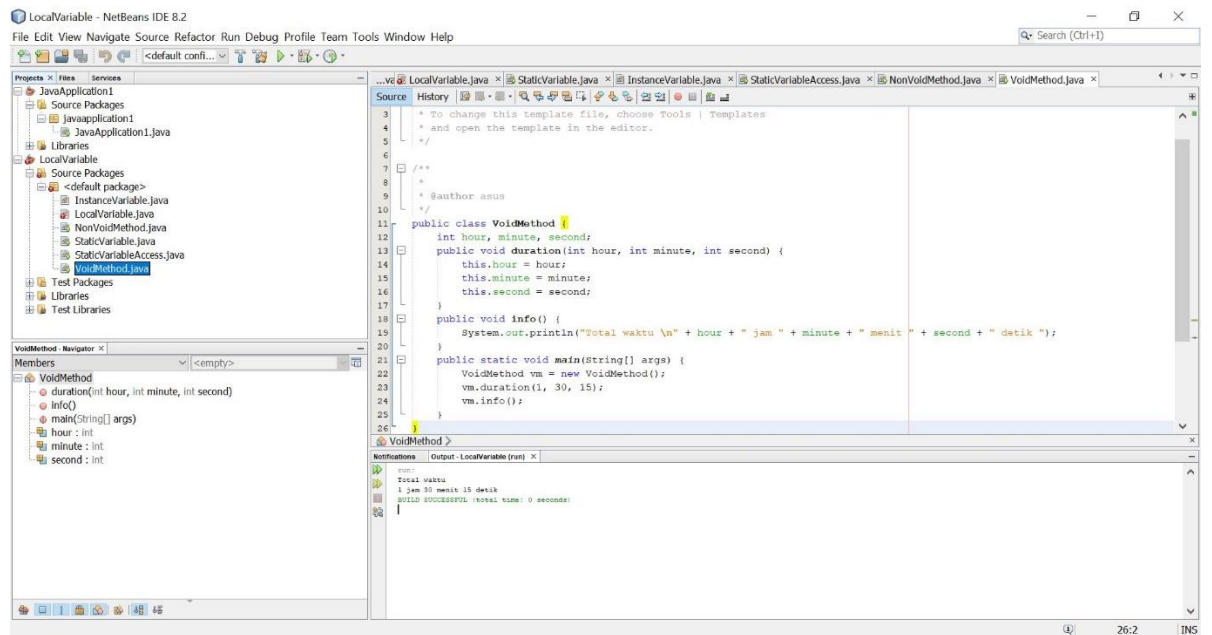 LocalVariable - NetBeans IDE 8.2
File Edit View Navigate Source Refactor Run Debug Profile Team Tools Window Help
Search (Ctrl+I)
<default confi...
Projects Files Services
JavaApplication1
Source Packages
javaapplication1
JavaApplication1.java
Libraries
LocalVariable
Source Packages
<default package>
InstanceVariable.java
LocalVariable.java
NonVoidMethod.java
StaticVariable.java
StaticVariableAccess.java
VoidMethod.java
Test Packages
Libraries
Test Libraries
VoidMethod - Navigator
Members <empty>
VoidMethod
duration(int hour, int minute, int second)
info()
main(String[] args)
hour : int
minute : int
second : int
...va LocalVariable.java StaticVariable.java InstanceVariable.java StaticVariableAccess.java NonVoidMethod.java VoidMethod.java
Source History
3 * To change this template file, choose Tools | Templates
4 * and open the template in the editor.
5 */
6
7 /**
8 *
9 * @author asus
10 */
11 public class VoidMethod {
12 int hour, minute, second;
13 public void duration(int hour, int minute, int second) {
14 this.hour = hour;
15 this.minute = minute;
16 this.second = second;
17 }
18 public void info() {
19 System.out.println("Total waktu \n" + hour + " jam " + minute + " menit " + second + " detik ");
20 }
21 public static void main(String[] args) {
22 VoidMethod vm = new VoidMethod();
23 vm.duration(1, 30, 15);
24 vm.info();
25 }
26 }
VoidMethod
Notifications Output - LocalVariable (run)
run:
Total waktu
1 jam 30 menit 15 detik
BUILD SUCCESSFUL (total time: 0 seconds)
26:2 INS